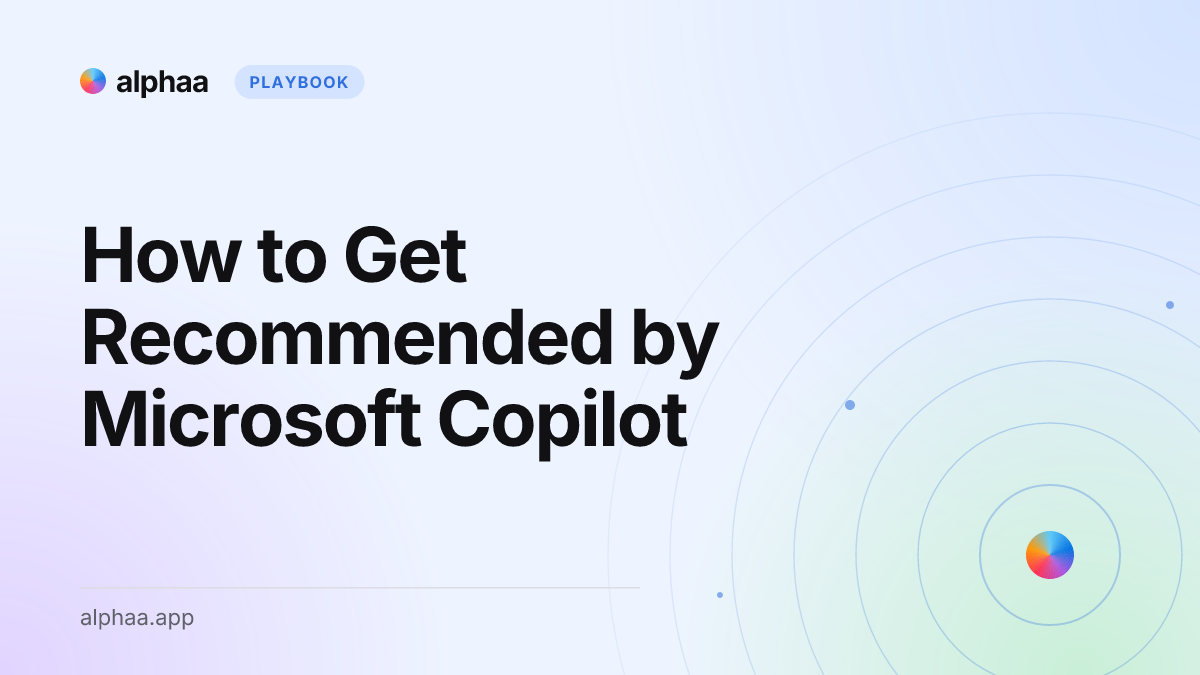 alphaa
PLAYBOOK
How to Get
Recommended by
Microsoft Copilot
alphaa.app